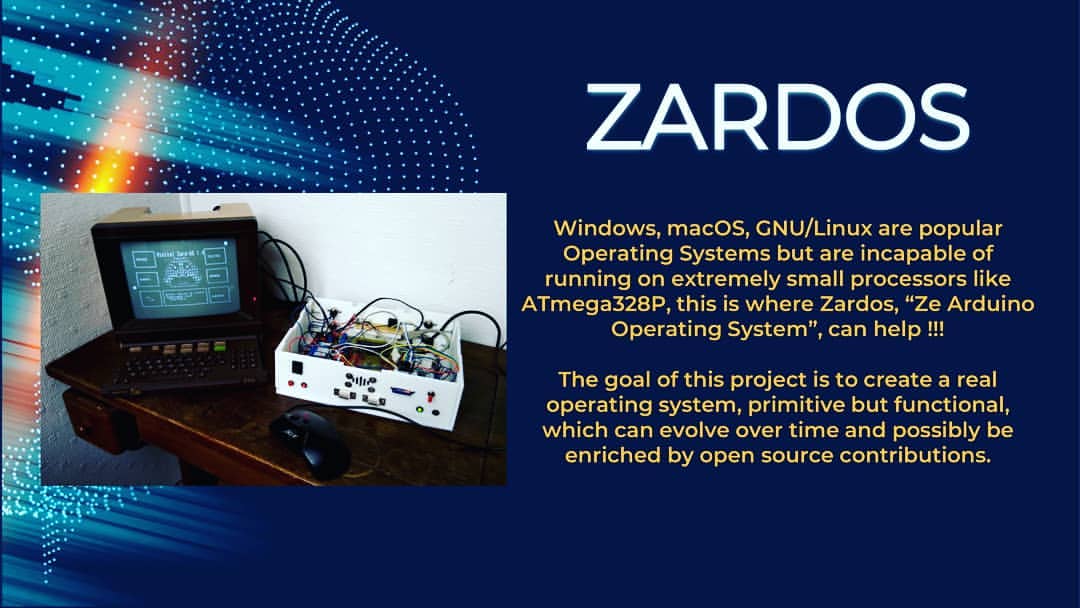 ZARDOS
Windows, macOS, GNU/Linux are popular
Operating Systems but are incapable of
running on extremely small processors like
ATmega328P, this is where Zardos, “Ze Arduino
Operating System”, can help !!!
The goal of this project is to create a real
operating system, primitive but functional,
which can evolve over time and possibly be
enriched by open source contributions.